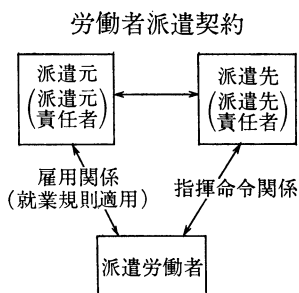 労働者派遣契約
派遣元
(派遣元責任者)
派遣先
(派遣先責任者)
雇用関係
(就業規則適用)
指揮命令関係
派遣労働者